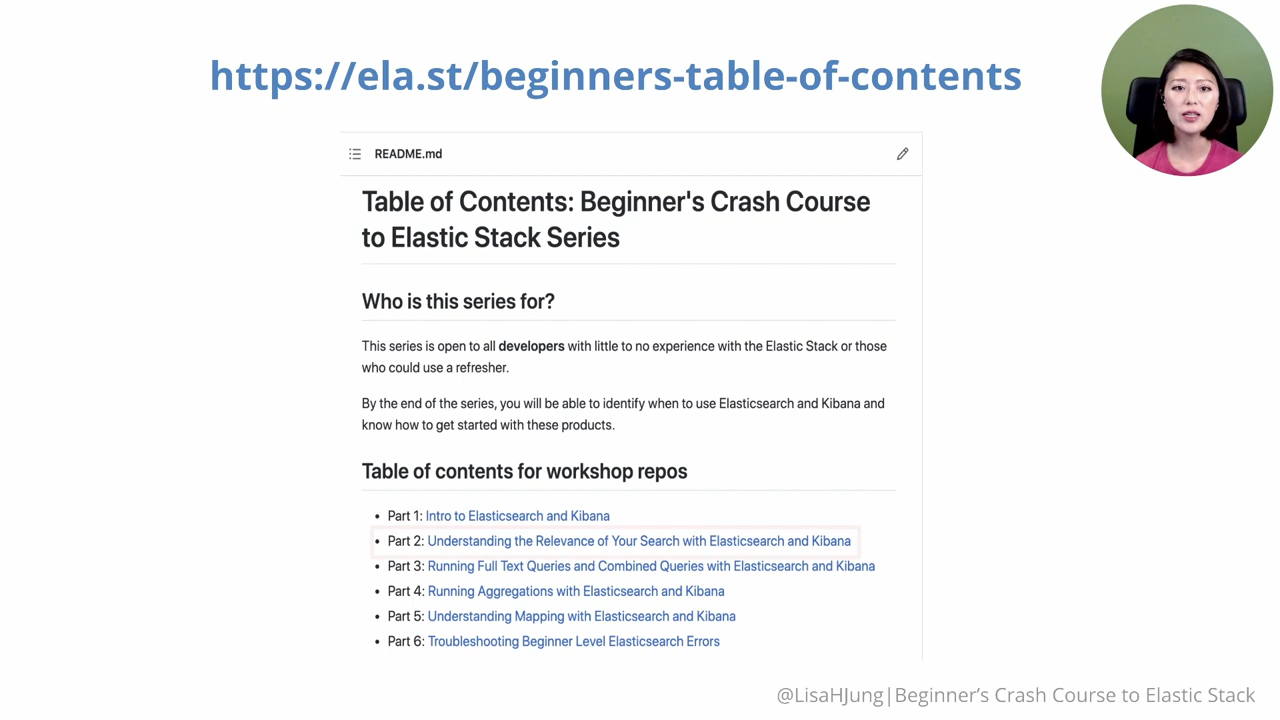 https://ela.st/beginners-table-of-contents
README.md
Table of Contents: Beginner's Crash Course
to Elastic Stack Series
Who is this series for?
This series is open to all developers with little to no experience with the Elastic Stack or those
who could use a refresher.
By the end of the series, you will be able to identify when to use Elasticsearch and Kibana and
know how to get started with these products.
Table of contents for workshop repos
• Part 1: Intro to Elasticsearch and Kibana
• Part 2: Understanding the Relevance of Your Search with Elasticsearch and Kibana
• Part 3: Running Full Text Queries and Combined Queries with Elasticsearch and Kibana
• Part 4: Running Aggregations with Elasticsearch and Kibana
• Part 5: Understanding Mapping with Elasticsearch and Kibana
• Part 6: Troubleshooting Beginner Level Elasticsearch Errors
@LisaHJung|Beginner’s Crash Course to Elastic Stack